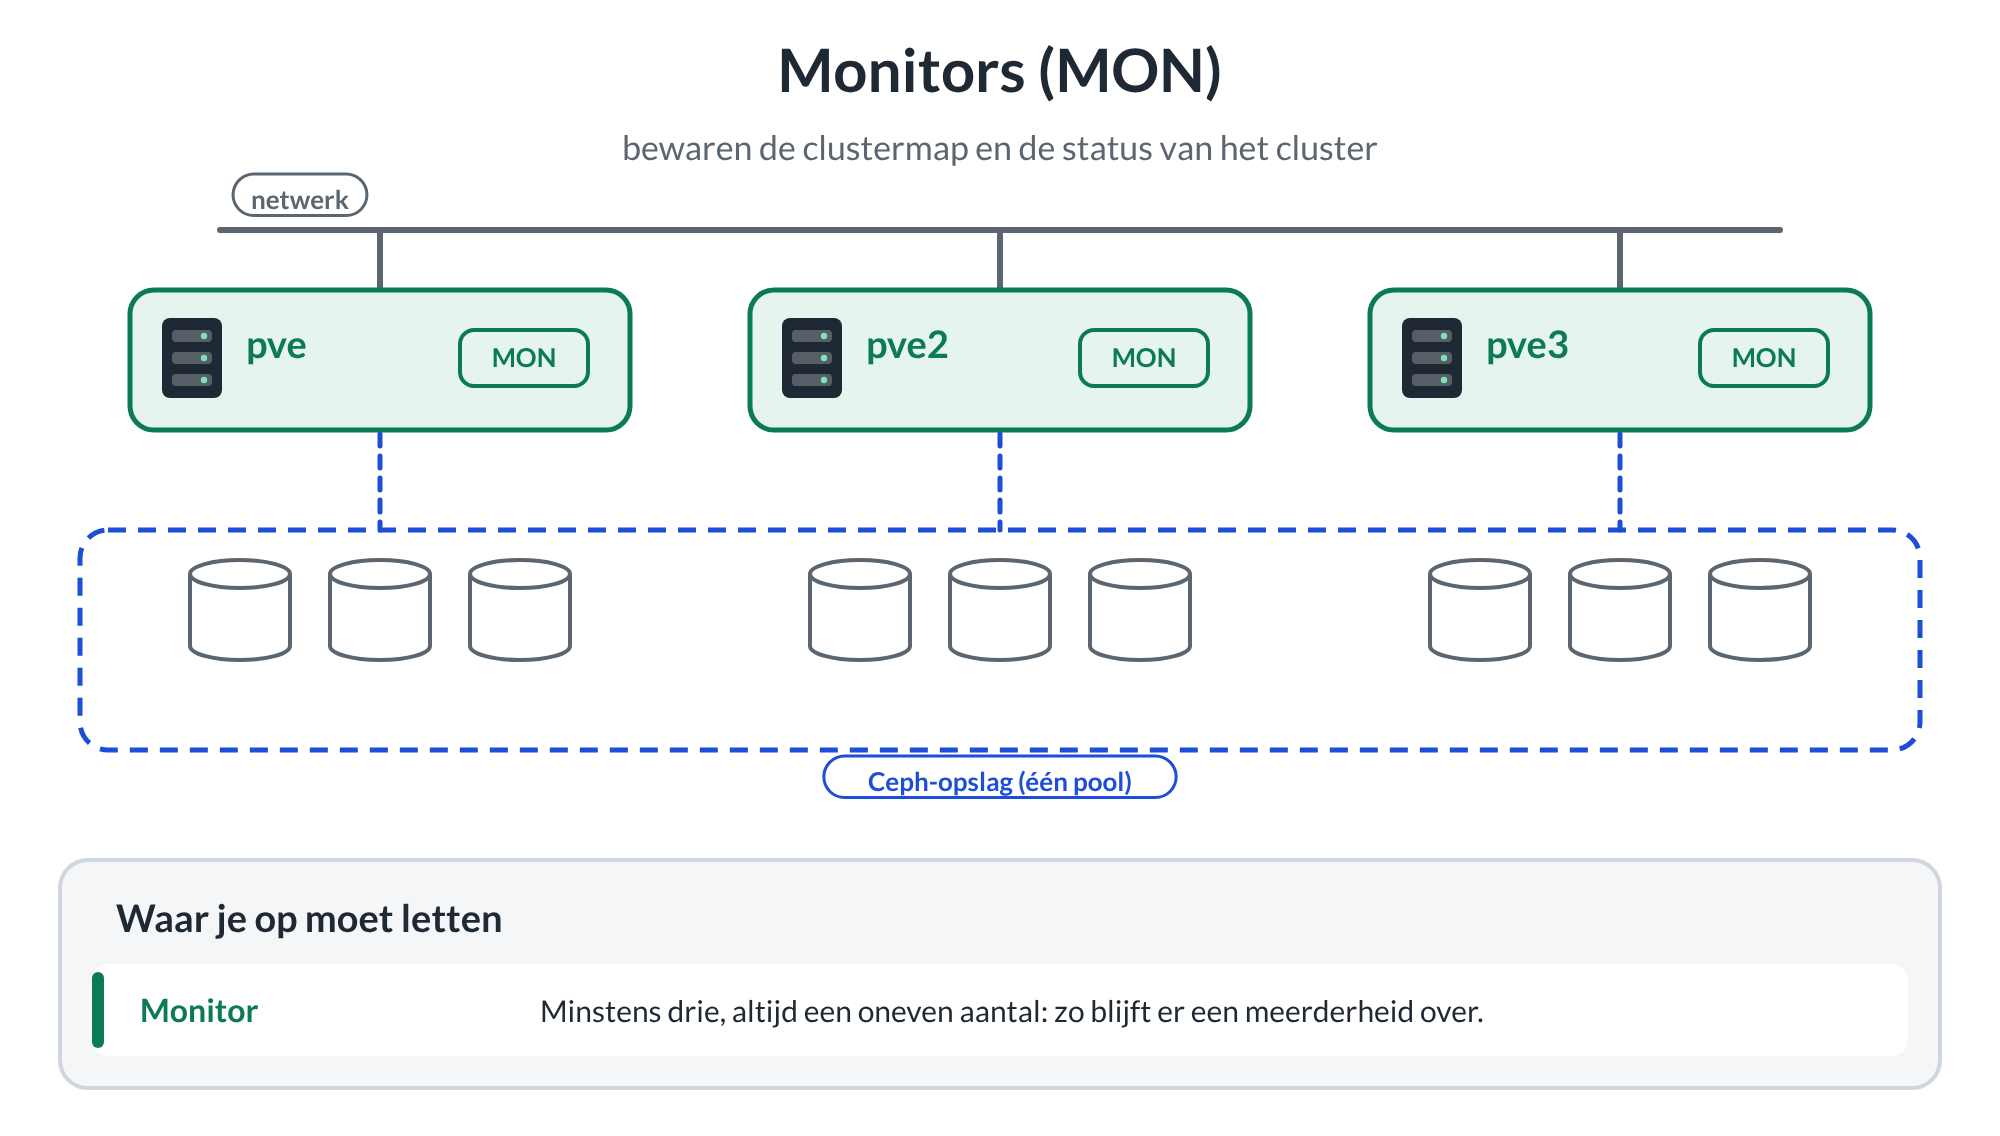 Monitors (MON)
bewaren de clustermap en de status van het cluster
netwerk
pve
MON
pve2
MON
pve3
MON
Ceph-opslag (één pool)
Waar je op moet letten
Monitor
Minstens drie, altijd een oneven aantal: zo blijft er een meerderheid over.